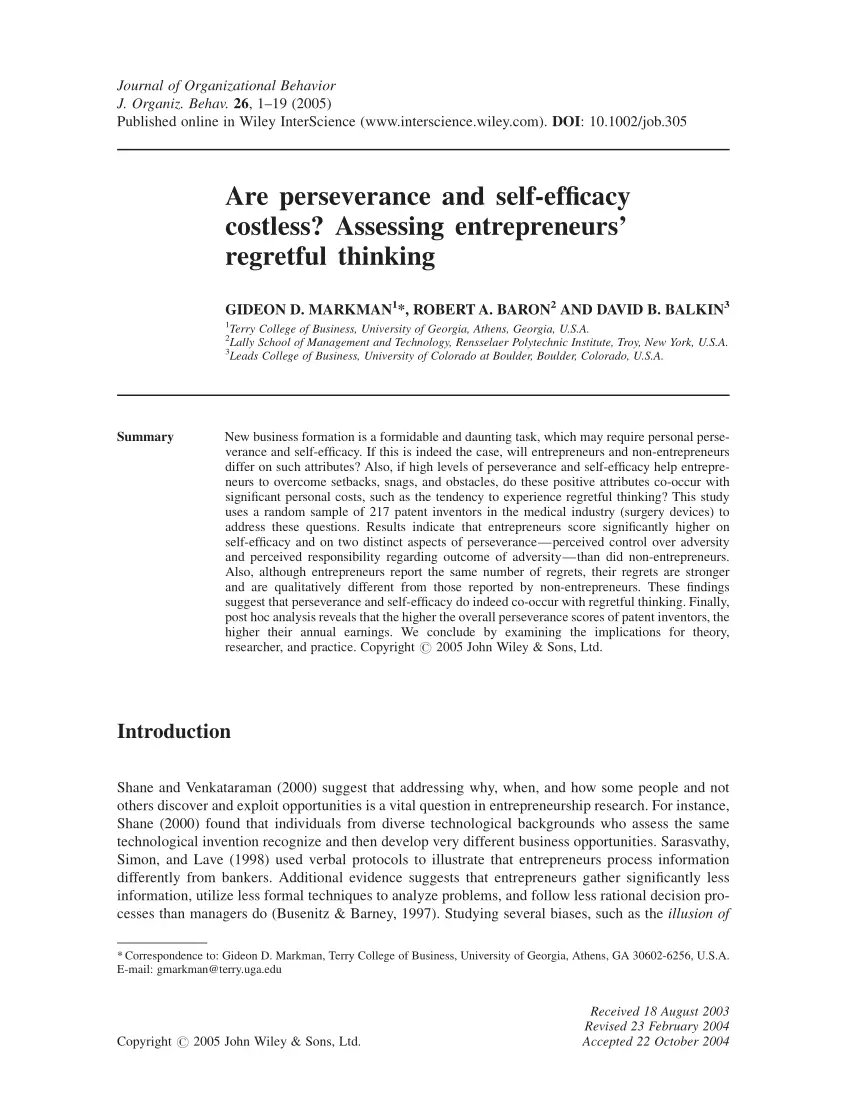 Journal of Organizational Behavior
J. Organiz. Behav. 26, 1–19 (2005)
Published online in Wiley InterScience (www.interscience.wiley.com). DOI: 10.1002/job.305
Are perseverance and self-efficacy
costless? Assessing entrepreneurs’
regretful thinking
GIDEON D. MARKMAN1*, ROBERT A. BARON2 AND DAVID B. BALKIN3
1Terry College of Business, University of Georgia, Athens, Georgia, U.S.A.
2Lally School of Management and Technology, Rensselaer Polytechnic Institute, Troy, New York, U.S.A.
3Leads College of Business, University of Colorado at Boulder, Boulder, Colorado, U.S.A.
Summary New business formation is a formidable and daunting task, which may require personal perse-
verance and self-efficacy. If this is indeed the case, will entrepreneurs and non-entrepreneurs
differ on such attributes? Also, if high levels of perseverance and self-efficacy help entrepre-
neurs to overcome setbacks, snags, and obstacles, do these positive attributes co-occur with
significant personal costs, such as the tendency to experience regretful thinking? This study
uses a random sample of 217 patent inventors in the medical industry (surgery devices) to
address these questions. Results indicate that entrepreneurs score significantly higher on
self-efficacy and on two distinct aspects of perseverance—perceived control over adversity
and perceived responsibility regarding outcome of adversity—than did non-entrepreneurs.
Also, although entrepreneurs report the same number of regrets, their regrets are stronger
and are qualitatively different from those reported by non-entrepreneurs. These findings
suggest that perseverance and self-efficacy do indeed co-occur with regretful thinking. Finally,
post hoc analysis reveals that the higher the overall perseverance scores of patent inventors, the
higher their annual earnings. We conclude by examining the implications for theory,
researcher, and practice. Copyright © 2005 John Wiley & Sons, Ltd.
Introduction
Shane and Venkataraman (2000) suggest that addressing why, when, and how some people and not
others discover and exploit opportunities is a vital question in entrepreneurship research. For instance,
Shane (2000) found that individuals from diverse technological backgrounds who assess the same
technological invention recognize and then develop very different business opportunities. Sarasvathy,
Simon, and Lave (1998) used verbal protocols to illustrate that entrepreneurs process information
differently from bankers. Additional evidence suggests that entrepreneurs gather significantly less
information, utilize less formal techniques to analyze problems, and follow less rational decision pro-
cesses than managers do (Busenitz & Barney, 1997). Studying several biases, such as the illusion of
* Correspondence to: Gideon D. Markman, Terry College of Business, University of Georgia, Athens, GA 30602-6256, U.S.A.
E-mail: gmarkman@terry.uga.edu
Received 18 August 2003
Revised 23 February 2004
Copyright © 2005 John Wiley & Sons, Ltd. Accepted 22 October 2004